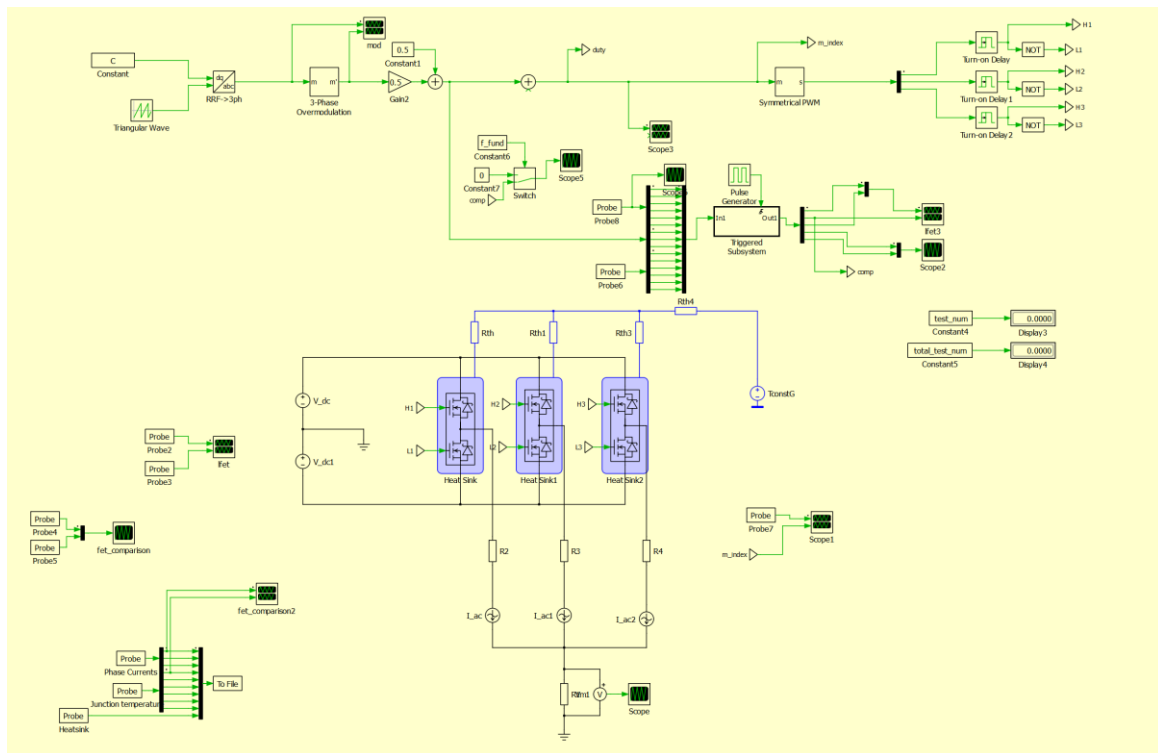 C
Constant
Triangular Wave
dq
abc
RRF->3ph
mod
m m'
3-Phase
Overmodulation
0.5
Constant1
0.5
Gain2
duty
m_index
m s
Symmetrical PWM
Turn-on Delay
NOT
H1
L1
Turn-on Delay1
NOT
H2
L2
Turn-on Delay2
NOT
H3
L3
f_fund
Constant6
0
Constant7
comp
Switch
Scope5
Scope3
Probe
Probe8
Probe
Probe6
Pulse
Generator
In1 Out1
Triggered
Subsystem
Ifet3
Scope2
comp
test_num
Constant4
0.0000
Display3
total_test_num
Constant5
0.0000
Display4
Rth
Rth1
Rth3
Rth4
TconstG
V_dc
V_dc1
H1
L1
Heat Sink
H2
Heat Sink1
H3
L3
Heat Sink2
Probe
Probe2
Probe
Probe3
Ifet
Probe
Probe4
Probe
Probe5
fet_comparison
R2
R3
R4
I_ac
I_ac1
I_ac2
Probe
Probe7
m_index
Scope1
fet_comparison2
Probe
Phase Currents
Probe
Junction temperatur
Probe
Heatsink
To File
V
Scope